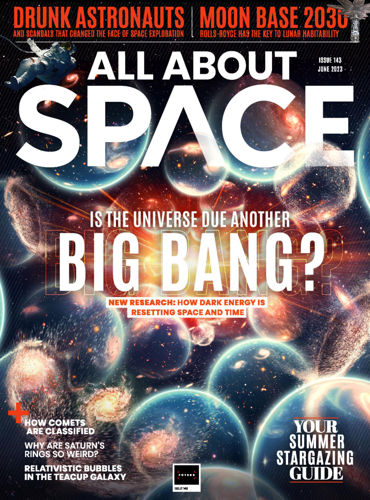 DRUNK ASTRONAUTS
AND SCANDALS THAT CHANGED THE FACE OF SPACE EXPLORATION
MOON BASE 2030
ROLLS-ROYCE HAS THE KEY TO LUNAR HABITABILITY
ALL ABOUT
SPACE
ISSUE 143
JUNE 2023
IS THE UNIVERSE DUE ANOTHER
BIG BANG?
NEW RESEARCH: HOW DARK ENERGY IS
RESETTING SPACE AND TIME
+
HOW COMETS
ARE CLASSIFIED
WHY ARE SATURN'S
RINGS SO WEIRD?
RELATIVISTIC BUBBLES
IN THE TEACUP GALAXY
FUTURE
YOUR
SUMMER
STARGAZING
GUIDE